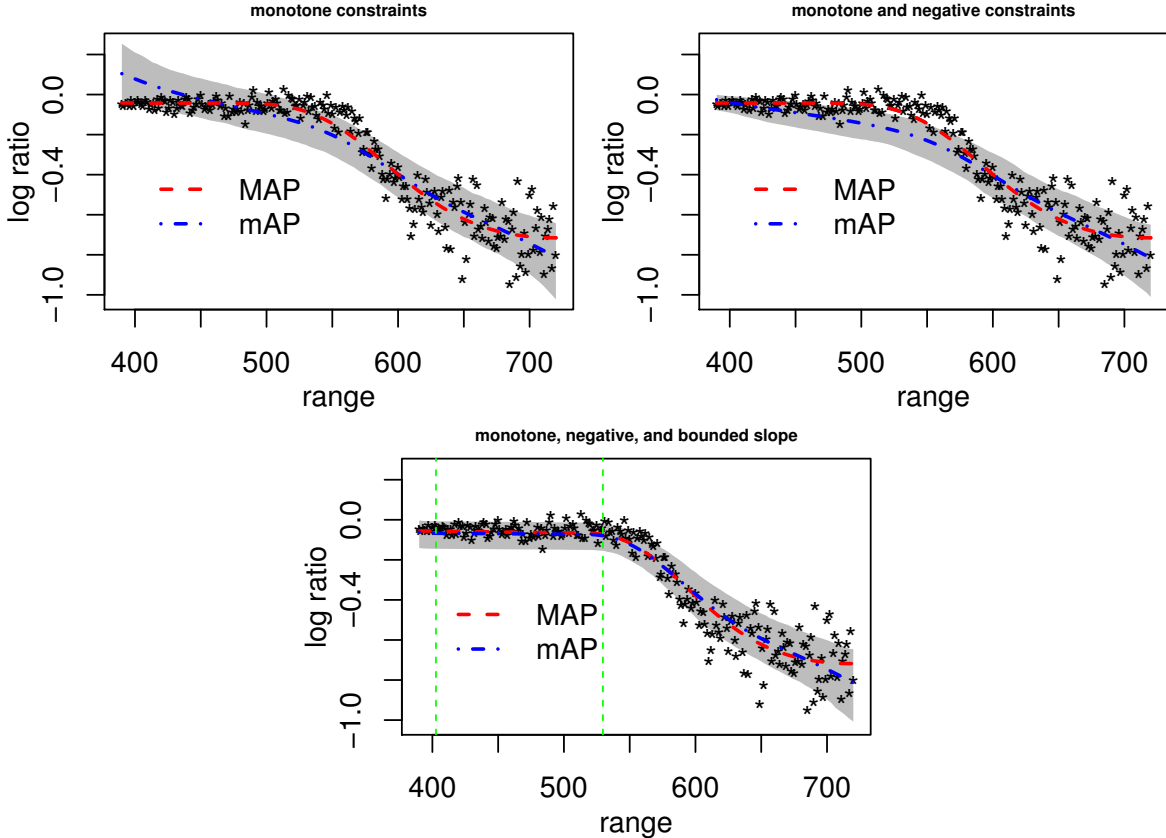 monotone constraints
log ratio
0.0
−0.4
−1.0
MAP
mAP
400
500
600
700
range
monotone and negative constraints
log ratio
0.0
−0.4
−1.0
MAP
mAP
400
500
600
700
range
monotone, negative, and bounded slope
log ratio
0.0
−0.4
−1.0
MAP
mAP
400
500
600
700
range